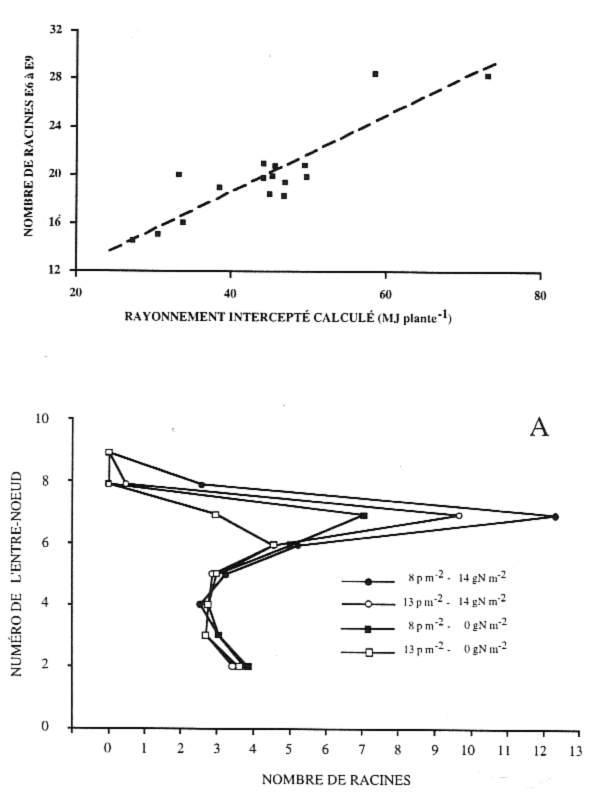 32
28
24
20
16
12
NOMBRE DE RACINES E6 à E9
20 40 60 80
RAYONNEMENT INTERCEPTÉ CALCULÉ (MJ plante-1)
A
10
8
6
4
2
0
NUMÉRO DE L'ENTRE-NOEUD
8 p m-2 - 14 gN m-2
13 p m-2 - 14 gN m-2
8 p m-2 - 0 gN m-2
13 p m-2 - 0 gN m-2
0 1 2 3 4 5 6 7 8 9 10 11 12 13
NOMBRE DE RACINES